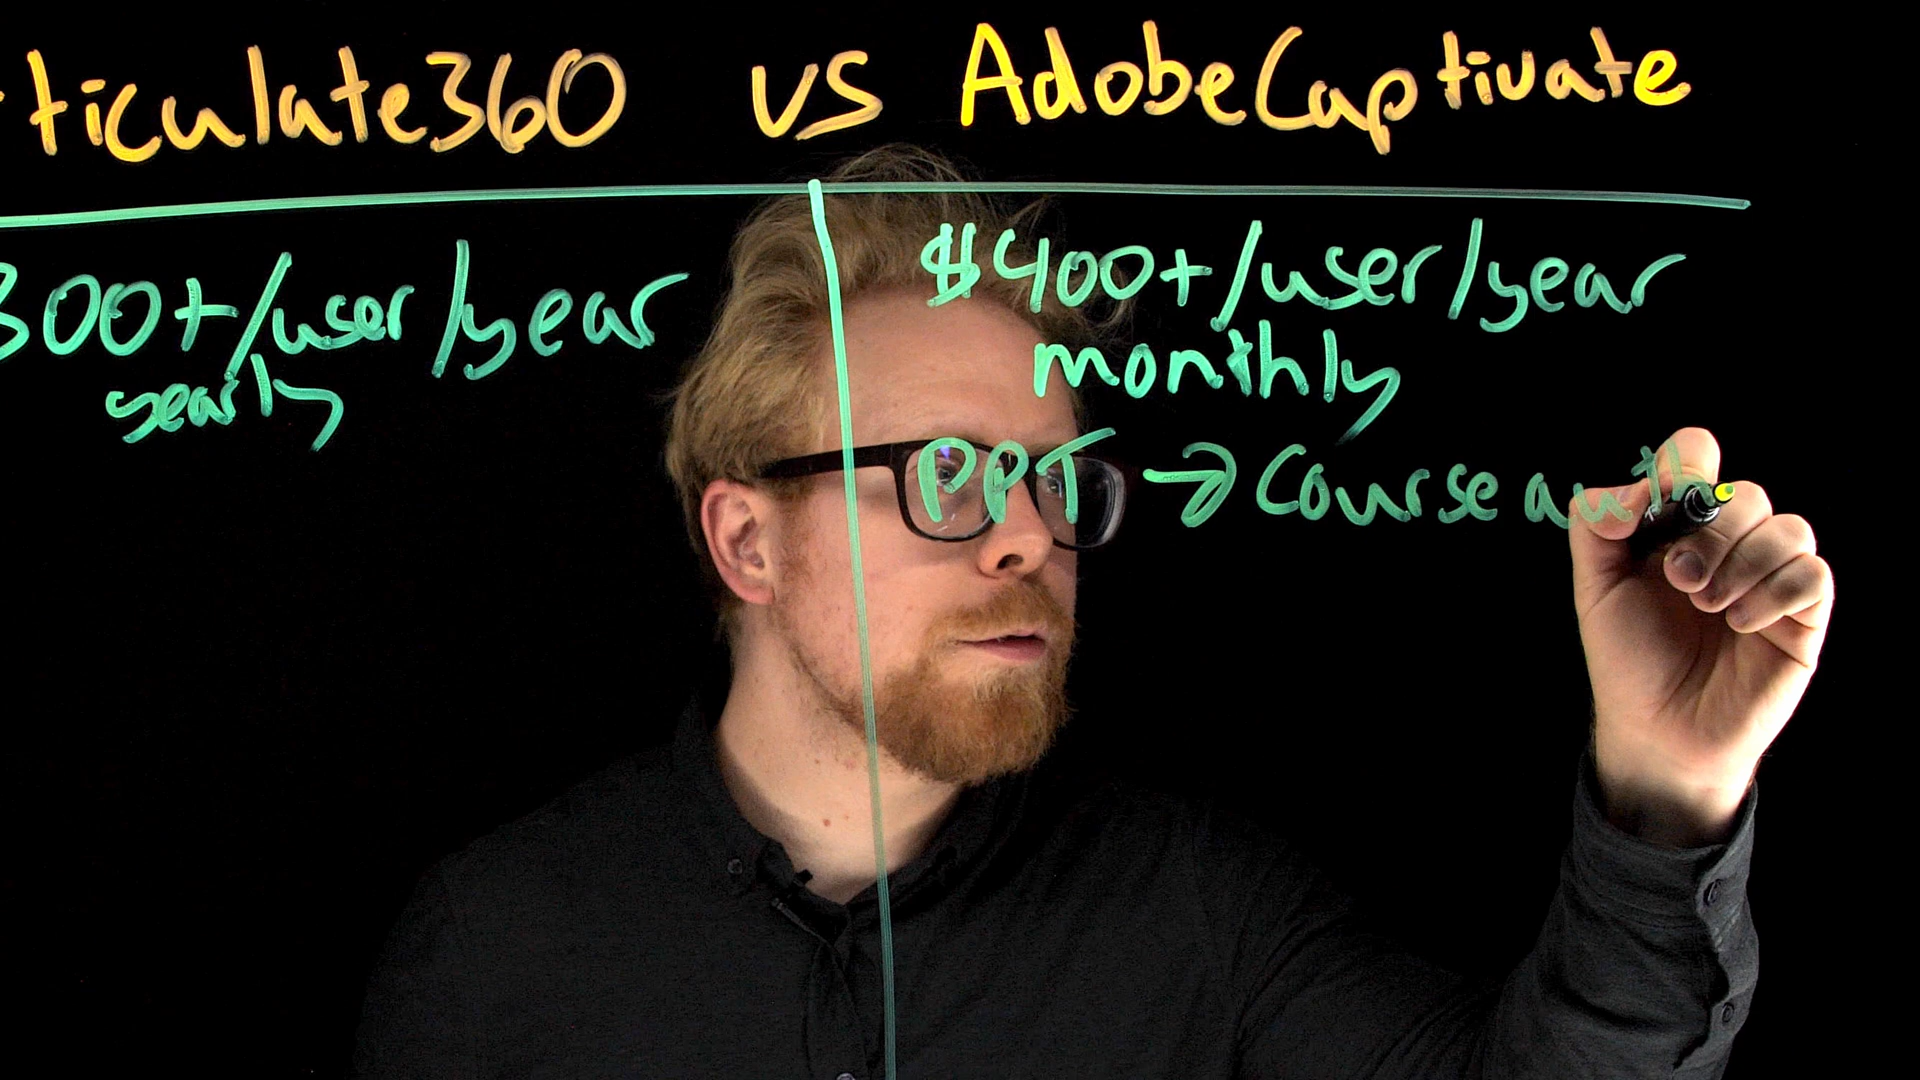 ticulate360 vs AdobeCaptivate
300+/user/year
yearly
$400+/user/year
monthly
PPT → Course auth